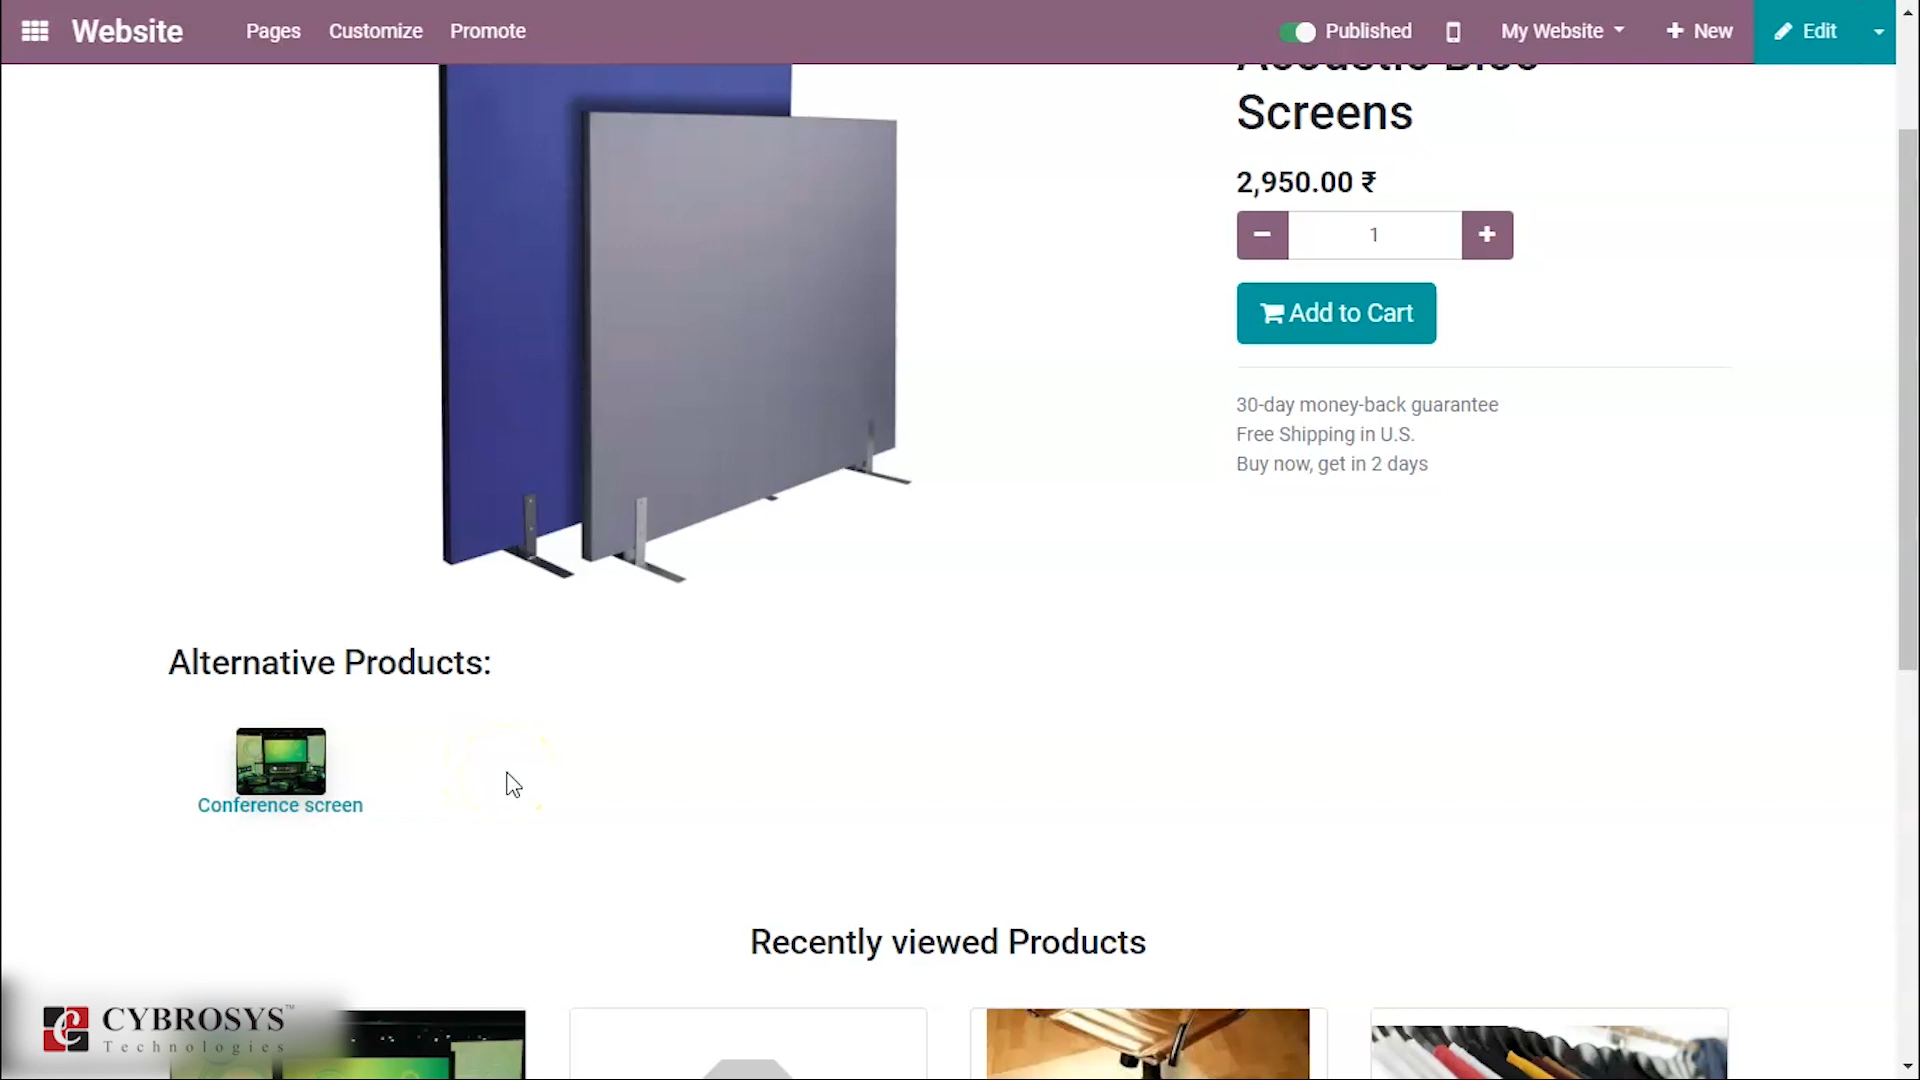 Website
Pages
Customize
Promote
Published
My Website
New
Edit
Screens
2,950.00 ₹
1
Add to Cart
30-day money-back guarantee
Free Shipping in U.S.
Buy now, get in 2 days
Alternative Products:
Conference screen
Recently viewed Products
CYBROSYS™
Technologies